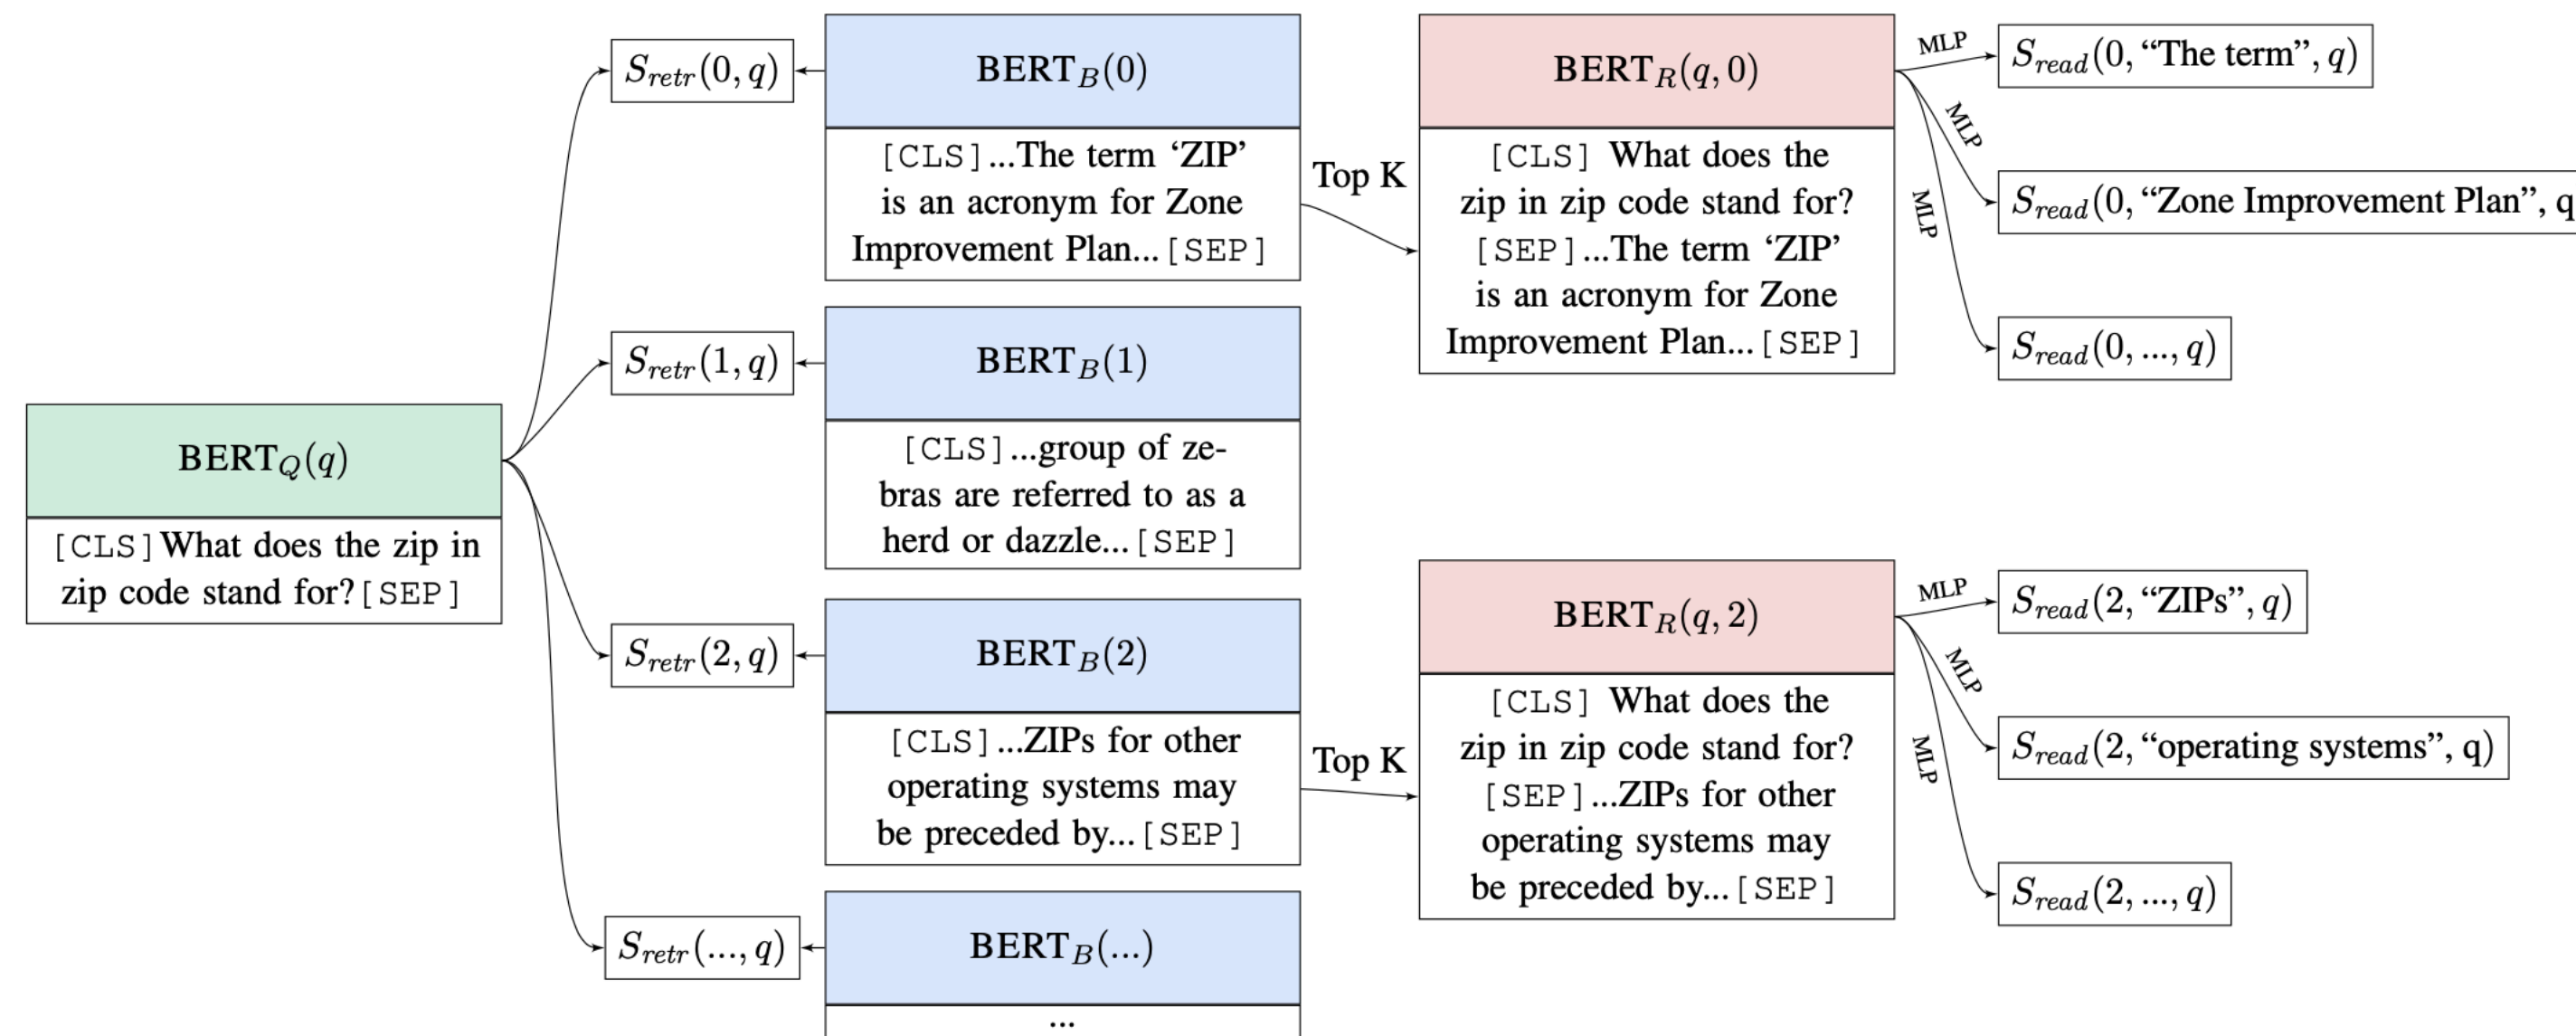 BERT_Q(q)
[CLS]What does the zip in
zip code stand for?[SEP]
S_retr(0, q)
S_retr(1, q)
S_retr(2, q)
S_retr(..., q)
BERT_B(0)
[CLS]...The term ‘ZIP’
is an acronym for Zone
Improvement Plan...[SEP]
BERT_B(1)
[CLS]...group of ze-
bras are referred to as a
herd or dazzle...[SEP]
BERT_B(2)
[CLS]...ZIPs for other
operating systems may
be preceded by...[SEP]
BERT_B(...)
...
Top K
Top K
BERT_R(q, 0)
[CLS] What does the
zip in zip code stand for?
[SEP]...The term ‘ZIP’
is an acronym for Zone
Improvement Plan...[SEP]
MLP
MLP
MLP
S_read(0, “The term”, q)
S_read(0, “Zone Improvement Plan”, q
S_read(0, ..., q)
BERT_R(q, 2)
[CLS] What does the
zip in zip code stand for?
[SEP]...ZIPs for other
operating systems may
be preceded by...[SEP]
MLP
MLP
MLP
S_read(2, “ZIPs”, q)
S_read(2, “operating systems”, q)
S_read(2, ..., q)